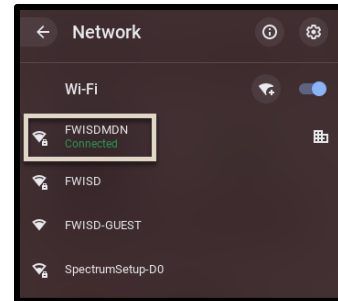 Network
Wi-Fi
FWISDMDN
Connected
FWISD
FWISD-GUEST
SpectrumSetup-D0